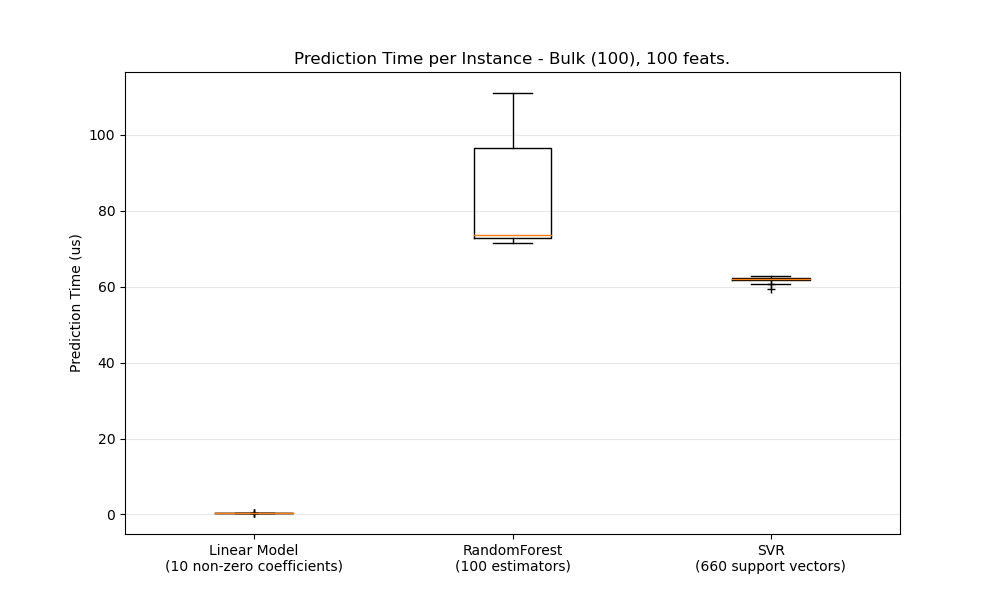 Prediction Time per Instance - Bulk (100), 100 feats.
Prediction Time (us)
100
80
60
40
20
0
Linear Model
(10 non-zero coefficients)
RandomForest
(100 estimators)
SVR
(660 support vectors)